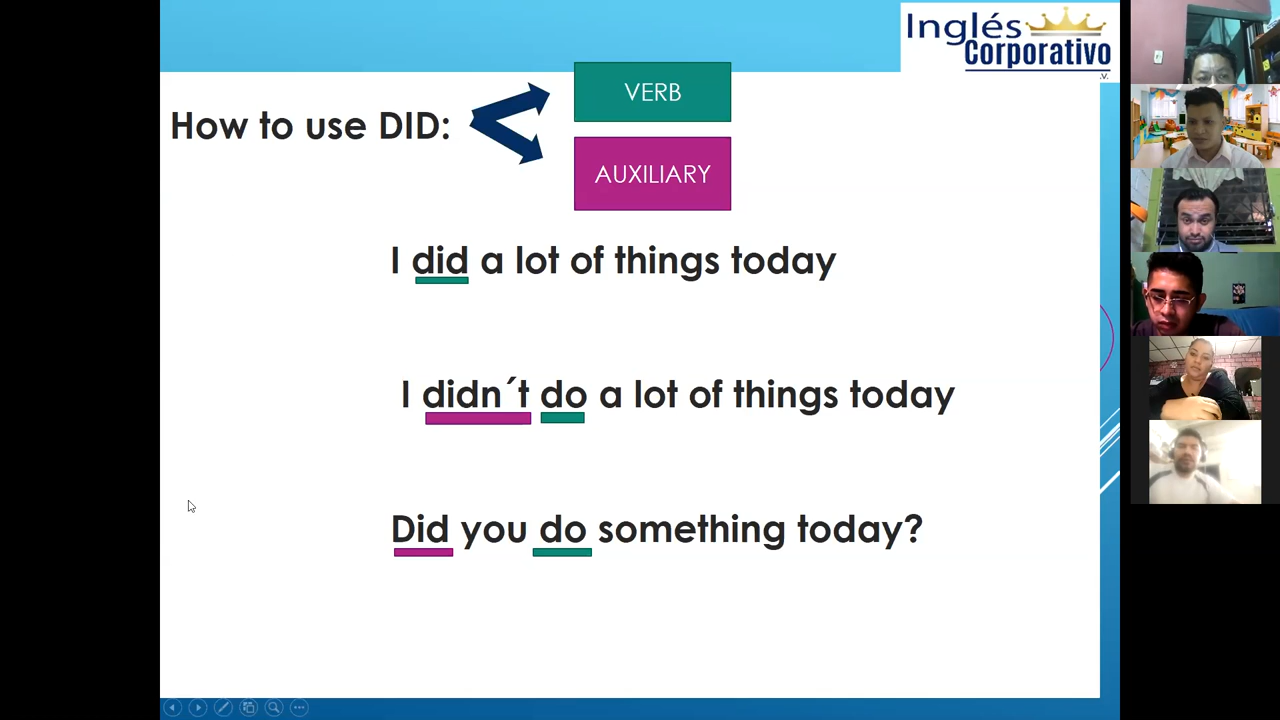 Inglés
Corporativo
.V.
How to use DID:
VERB
AUXILIARY
I did a lot of things today
I didn´t do a lot of things today
Did you do something today?